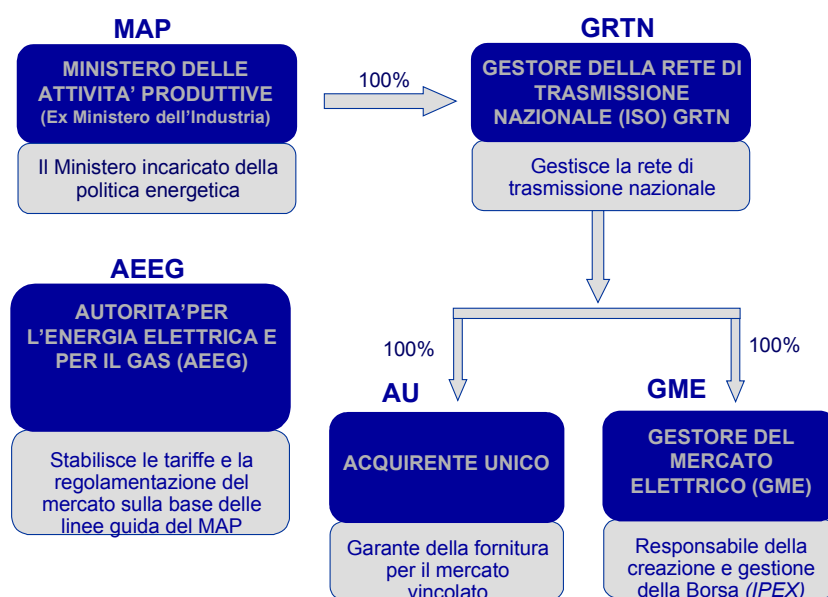 MAP
MINISTERO DELLE
ATTIVITA’ PRODUTTIVE
(Ex Ministero dell’Industria)
Il Ministero incaricato della
politica energetica
100%
GRTN
GESTORE DELLA RETE DI
TRASMISSIONE
NAZIONALE (ISO) GRTN
Gestisce la rete di
trasmissione nazionale
AEEG
AUTORITA’PER
L’ENERGIA ELETTRICA E
PER IL GAS (AEEG)
Stabilisce le tariffe e la
regolamentazione del
mercato sulla base delle
linee guida del MAP
100%
AU
ACQUIRENTE UNICO
Garante della fornitura
per il mercato
vincolato
100%
GME
GESTORE DEL
MERCATO
ELETTRICO (GME)
Responsabile della
creazione e gestione
della Borsa (IPEX)